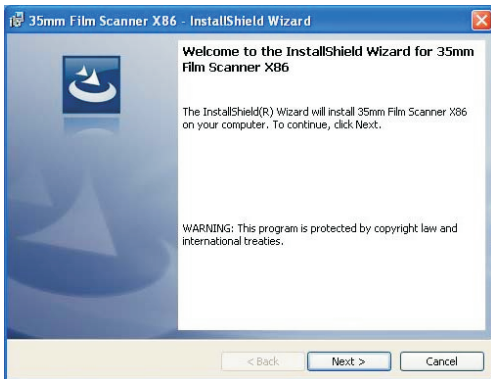 35mm Film Scanner X86 - InstallShield Wizard
Welcome to the InstallShield Wizard for 35mm
Film Scanner X86
The InstallShield(R) Wizard will install 35mm Film Scanner X86
on your computer. To continue, click Next.
WARNING: This program is protected by copyright law and
international treaties.
< Back
Next >
Cancel